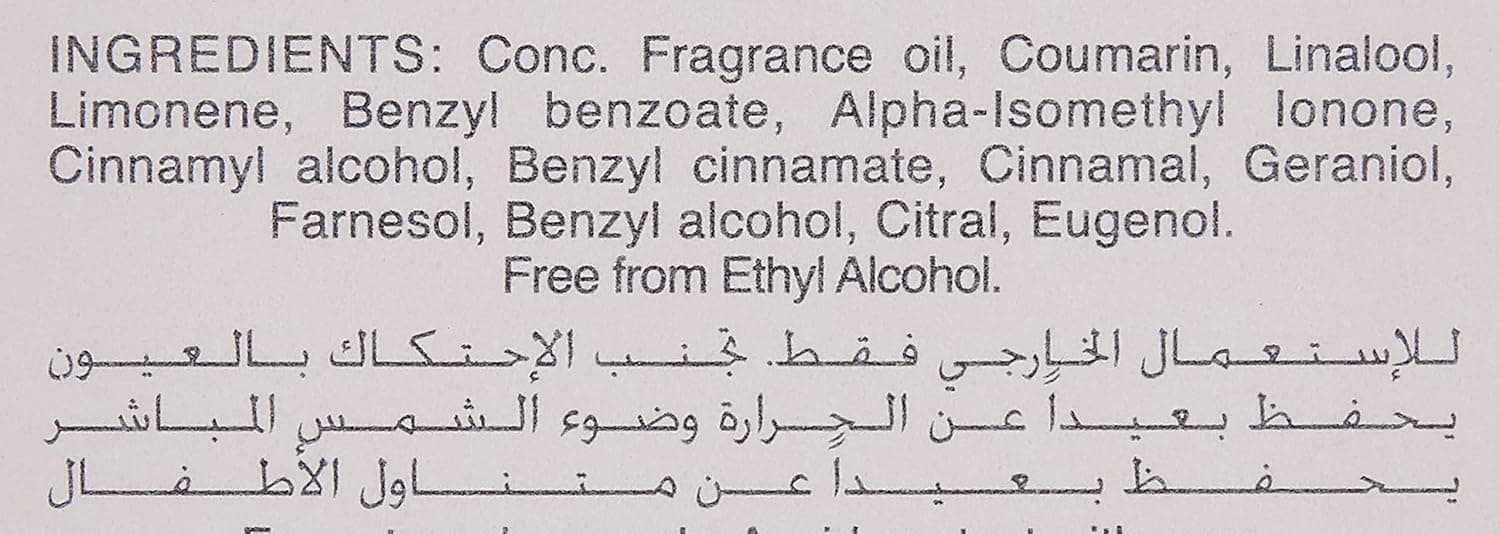 INGREDIENTS: Conc. Fragrance oil, Coumarin, Linalool,
Limonene, Benzyl benzoate, Alpha-Isomethyl Ionone,
Cinnamyl alcohol, Benzyl cinnamate, Cinnamal, Geraniol,
Farnesol, Benzyl alcohol, Citral, Eugenol.
Free from Ethyl Alcohol.
للإستعمال الخارجي فقط. تجنب الإحتكاك بالعيون
يحفظ بعيداً عن الحرارة وضوء الشمس المباشر
يحفظ بعيداً عن متناول الأطفال